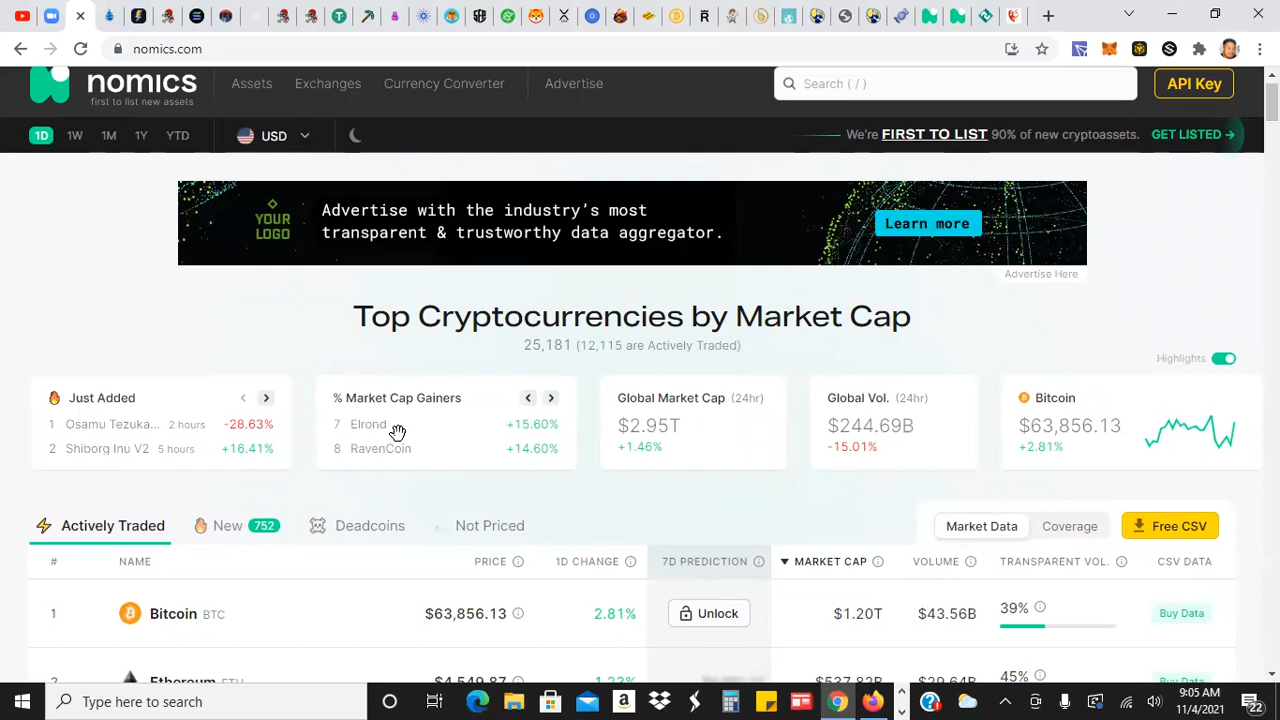 nomics.com
nomics
first to list new assets
Assets Exchanges Currency Converter Advertise
Search ( / )
API Key
1D 1W 1M 1Y YTD
USD
We're FIRST TO LIST 90% of new cryptoassets. GET LISTED →
YOUR LOGO
Advertise with the industry's most
transparent & trustworthy data aggregator.
Learn more
Advertise Here
Top Cryptocurrencies by Market Cap
25,181 (12,115 are Actively Traded)
Highlights
Just Added
1 Osamu Tezuka... 2 hours -28.63%
2 Shiborg Inu V2 5 hours +16.41%
% Market Cap Gainers
7 Elrond +15.60%
8 RavenCoin +14.60%
Global Market Cap (24hr)
$2.95T
+1.46%
Global Vol. (24hr)
$244.69B
-15.01%
Bitcoin
$63,856.13
+2.81%
Actively Traded New 752 Deadcoins Not Priced
Market Data Coverage Free CSV
# NAME PRICE 1D CHANGE 7D PREDICTION MARKET CAP VOLUME TRANSPARENT VOL. CSV DATA
1 Bitcoin BTC $63,856.13 2.81% Unlock $1.20T $43.56B 39% Buy Data
45%
Type here to search
9:05 AM
11/4/2021
22